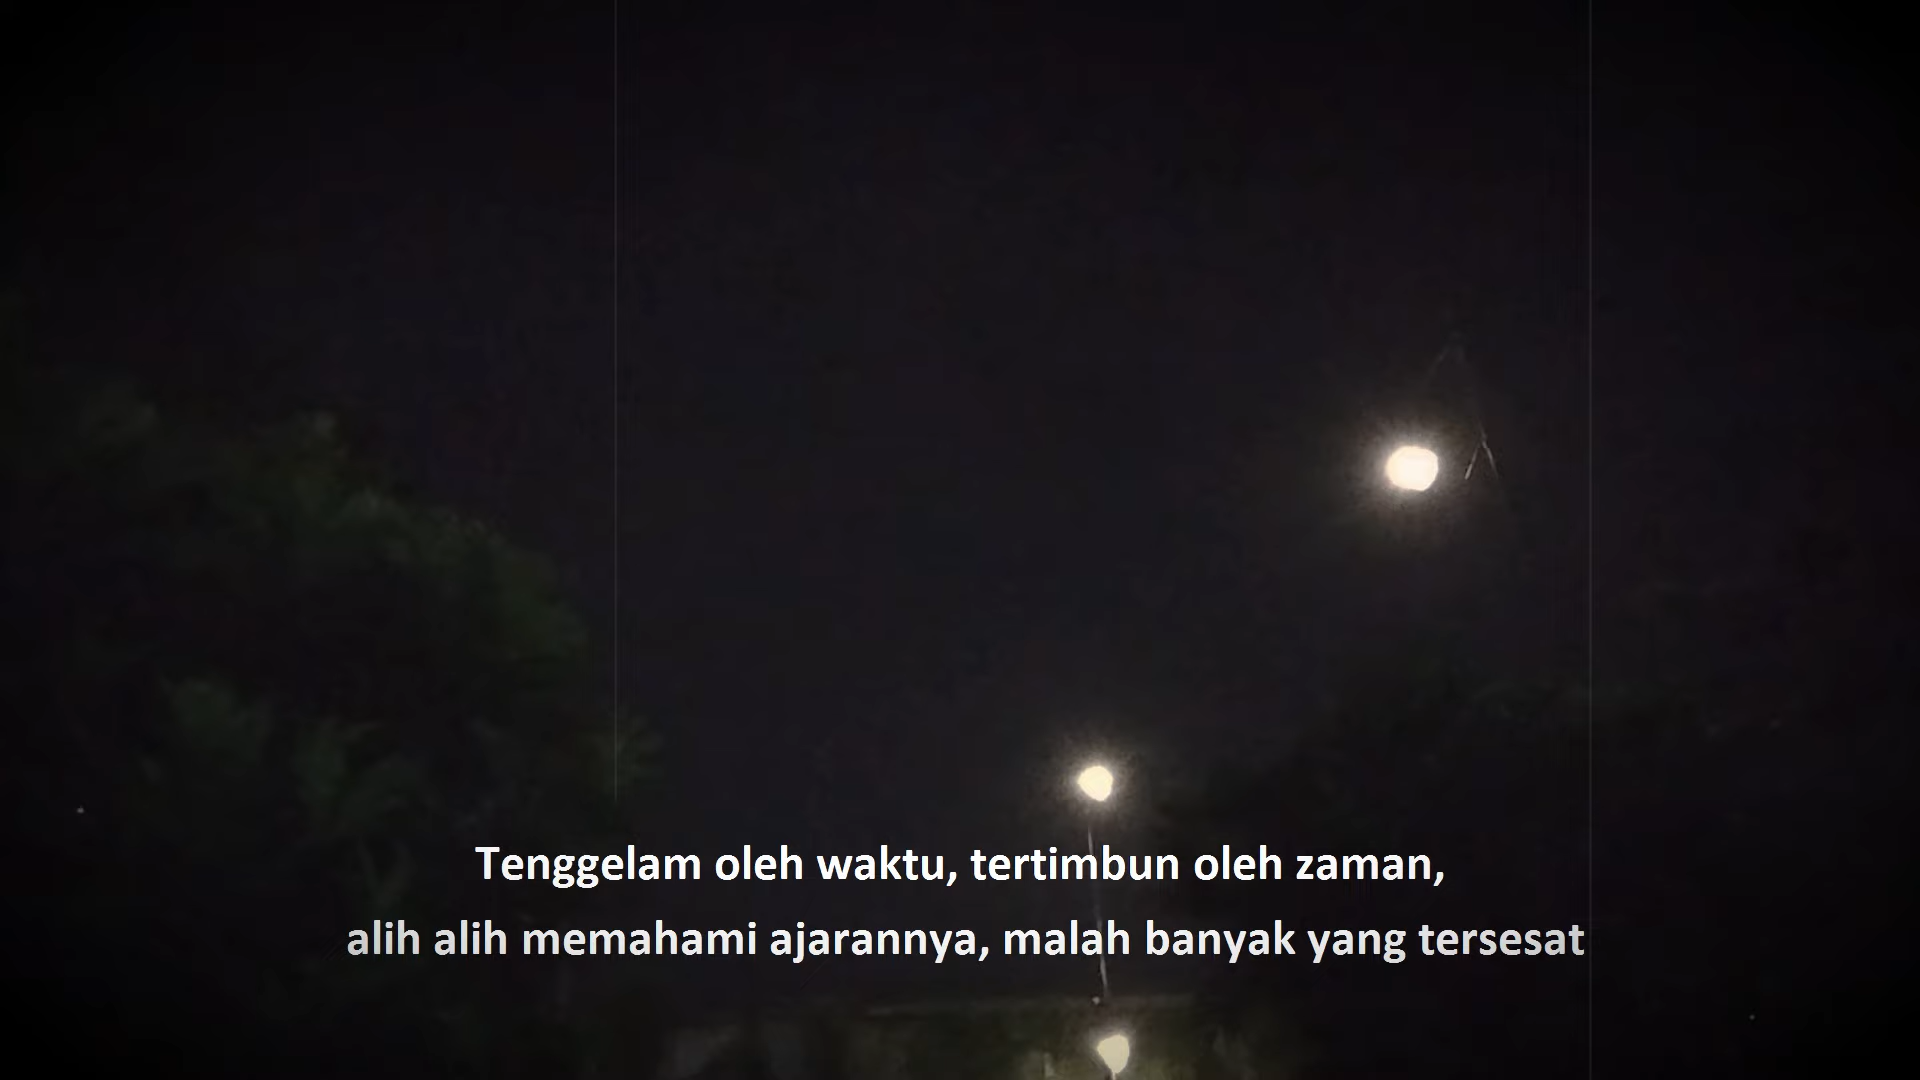 Tenggelam oleh waktu, tertimbun oleh zaman,
alih alih memahami ajarannya, malah banyak yang tersesat